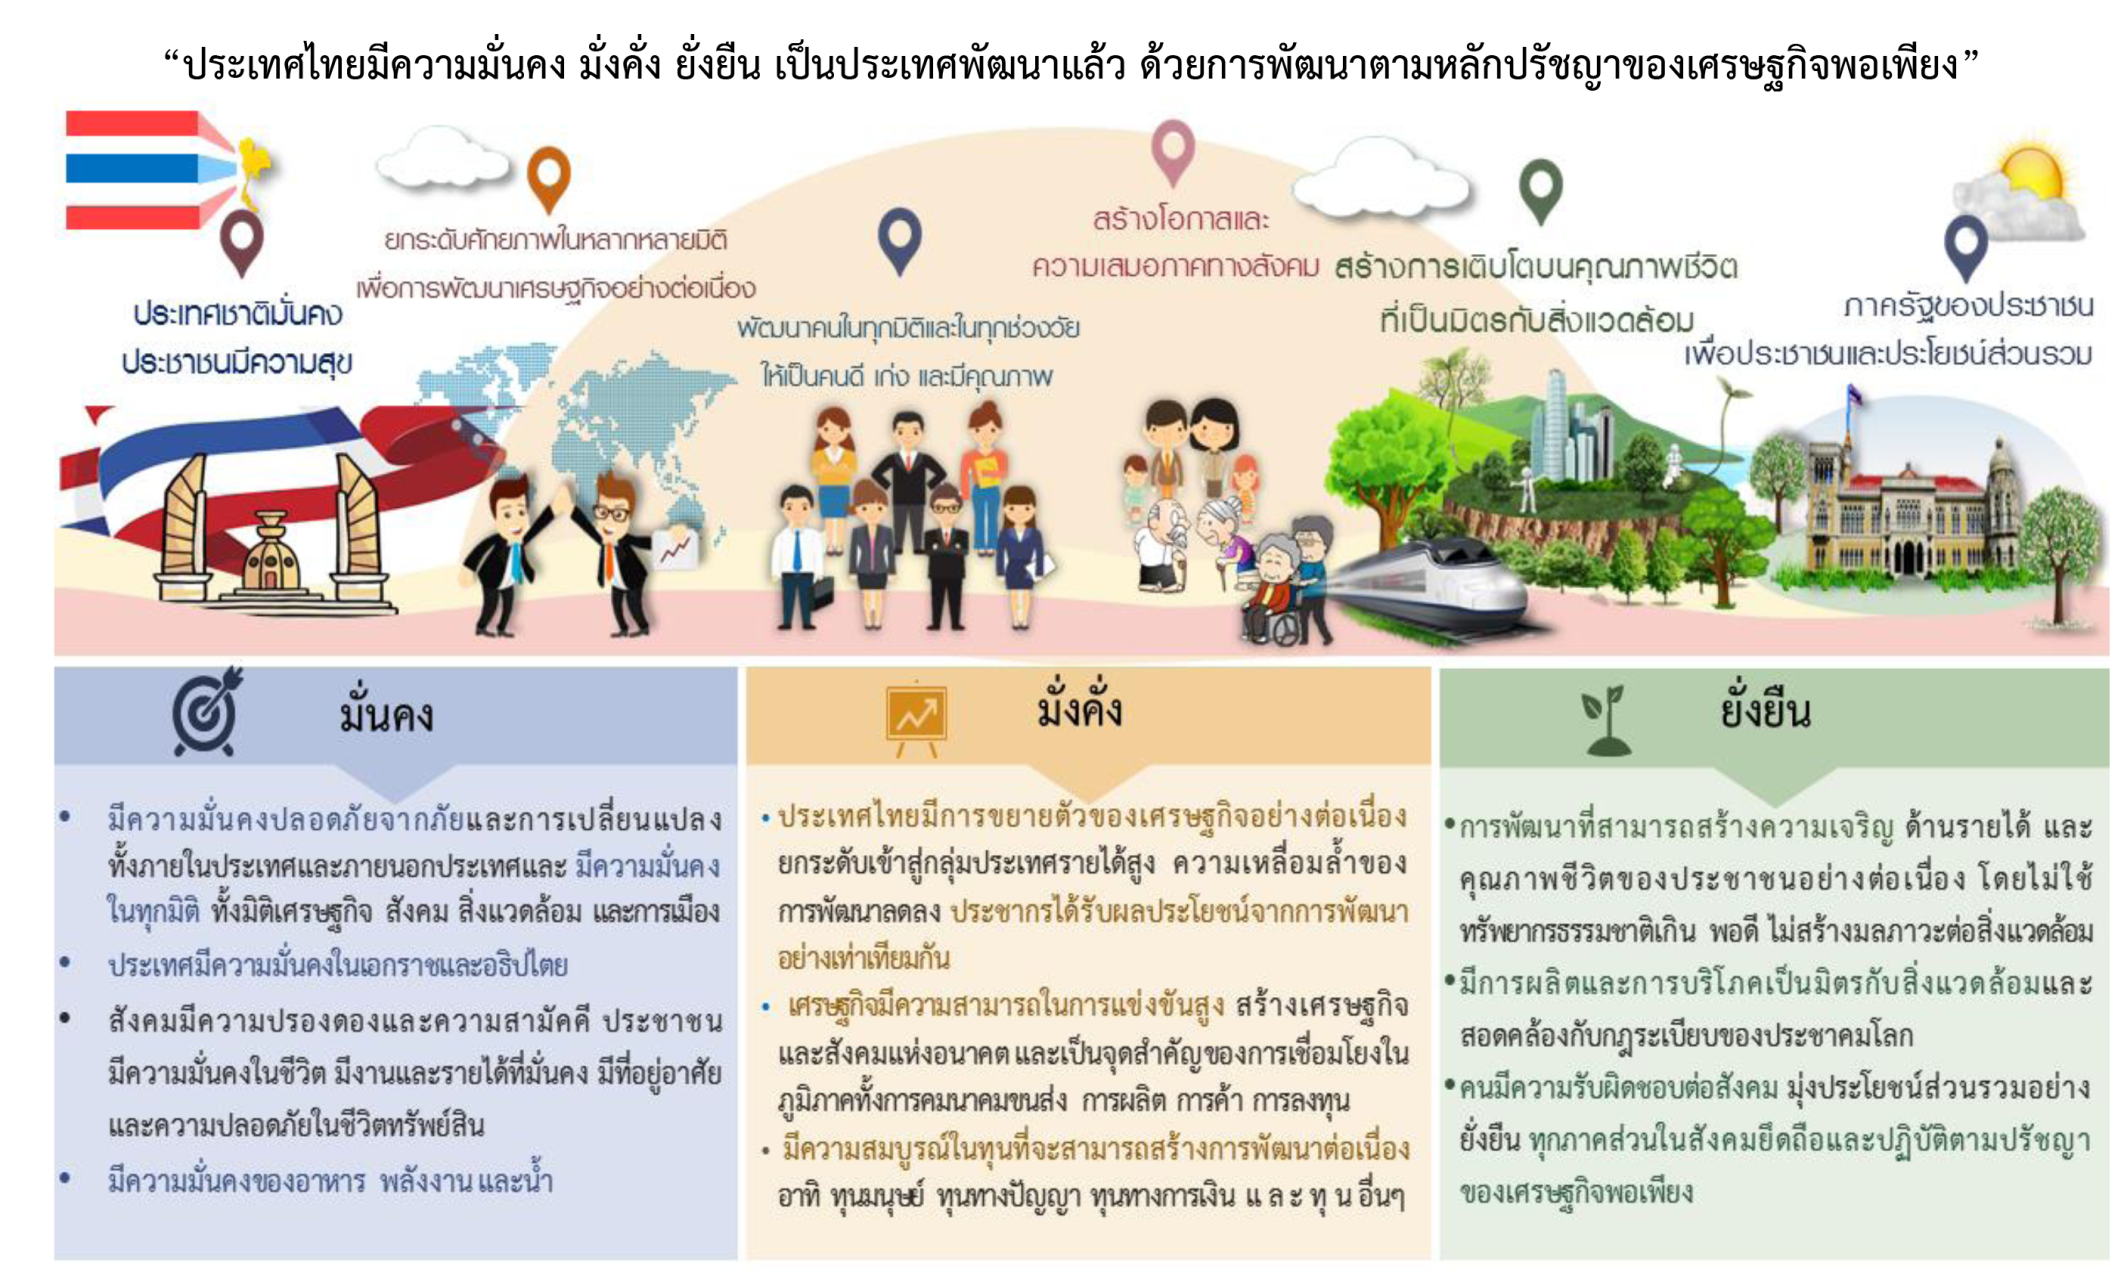 “ประเทศไทยมีความมั่นคง มั่งคั่ง ยั่งยืน เป็นประเทศพัฒนาแล้ว ด้วยการพัฒนาตามหลักปรัชญาของเศรษฐกิจพอเพียง”
ประเทศชาติมั่นคง
ประชาชนมีความสุข
ยกระดับศักยภาพในหลากหลายมิติ
เพื่อการพัฒนาเศรษฐกิจอย่างต่อเนื่อง
พัฒนาคนในทุกมิติและในทุกช่วงวัย
ให้เป็นคนดี เก่ง และมีคุณภาพ
สร้างโอกาสและ
ความเสมอภาคทางสังคม
สร้างการเติบโตบนคุณภาพชีวิต
ที่เป็นมิตรกับสิ่งแวดล้อม
ภาครัฐของประชาชน
เพื่อประชาชนและประโยชน์ส่วนรวม
มั่นคง
• มีความมั่นคงปลอดภัยจากภัยและการเปลี่ยนแปลง
ทั้งภายในประเทศและภายนอกประเทศและ มีความมั่นคง
ในทุกมิติ ทั้งมิติเศรษฐกิจ สังคม สิ่งแวดล้อม และการเมือง
• ประเทศมีความมั่นคงในเอกราชและอธิปไตย
• สังคมมีความปรองดองและความสามัคคี ประชาชน
มีความมั่นคงในชีวิต มีงานและรายได้ที่มั่นคง มีที่อยู่อาศัย
และความปลอดภัยในชีวิตทรัพย์สิน
• มีความมั่นคงของอาหาร พลังงาน และน้ำ
มั่งคั่ง
• ประเทศไทยมีการขยายตัวของเศรษฐกิจอย่างต่อเนื่อง
ยกระดับเข้าสู่กลุ่มประเทศรายได้สูง ความเหลื่อมล้ำของ
การพัฒนาลดลง ประชากรได้รับผลประโยชน์จากการพัฒนา
อย่างเท่าเทียมกัน
• เศรษฐกิจมีความสามารถในการแข่งขันสูง สร้างเศรษฐกิจ
และสังคมแห่งอนาคต และเป็นจุดสำคัญของการเชื่อมโยงใน
ภูมิภาคทั้งการคมนาคมขนส่ง การผลิต การค้า การลงทุน
• มีความสมบูรณ์ในทุนที่จะสามารถสร้างการพัฒนาต่อเนื่อง
อาทิ ทุนมนุษย์ ทุนทางปัญญา ทุนทางการเงิน และทุนอื่นๆ
ยั่งยืน
• การพัฒนาที่สามารถสร้างความเจริญ ด้านรายได้ และ
คุณภาพชีวิตของประชาชนอย่างต่อเนื่อง โดยไม่ใช้
ทรัพยากรธรรมชาติเกิน พอดี ไม่สร้างมลภาวะต่อสิ่งแวดล้อม
• มีการผลิตและการบริโภคเป็นมิตรกับสิ่งแวดล้อมและ
สอดคล้องกับกฎระเบียบของประชาคมโลก
• คนมีความรับผิดชอบต่อสังคม มุ่งประโยชน์ส่วนรวมอย่าง
ยั่งยืน ทุกภาคส่วนในสังคมยึดถือและปฏิบัติตามปรัชญา
ของเศรษฐกิจพอเพียง